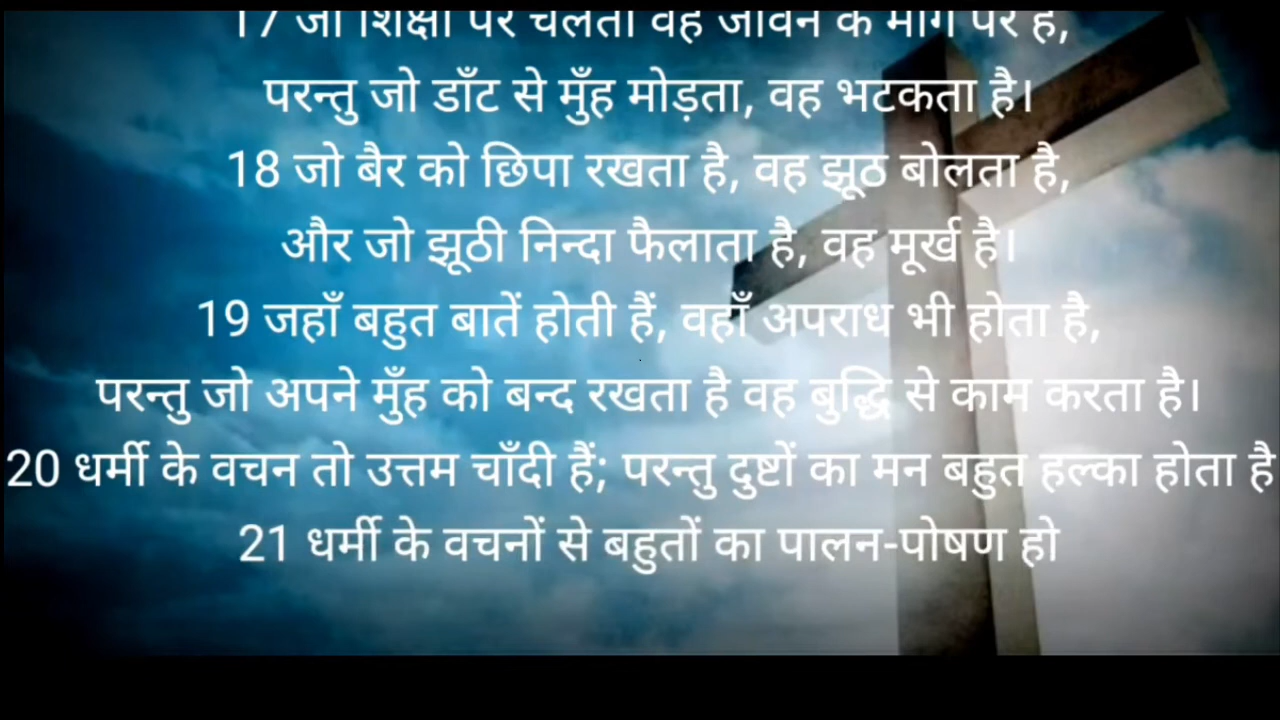 17 जो शिक्षा पर चलता वह जीवन के मार्ग पर है,
परन्तु जो डाँट से मुँह मोड़ता, वह भटकता है।
18 जो बैर को छिपा रखता है, वह झूठ बोलता है,
और जो झूठी निन्दा फैलाता है, वह मूर्ख है।
19 जहाँ बहुत बातें होती हैं, वहाँ अपराध भी होता है,
परन्तु जो अपने मुँह को बन्द रखता है वह बुद्धि से काम करता है।
20 धर्मी के वचन तो उत्तम चाँदी हैं; परन्तु दुष्टों का मन बहुत हल्का होता है
21 धर्मी के वचनों से बहुतों का पालन-पोषण हो